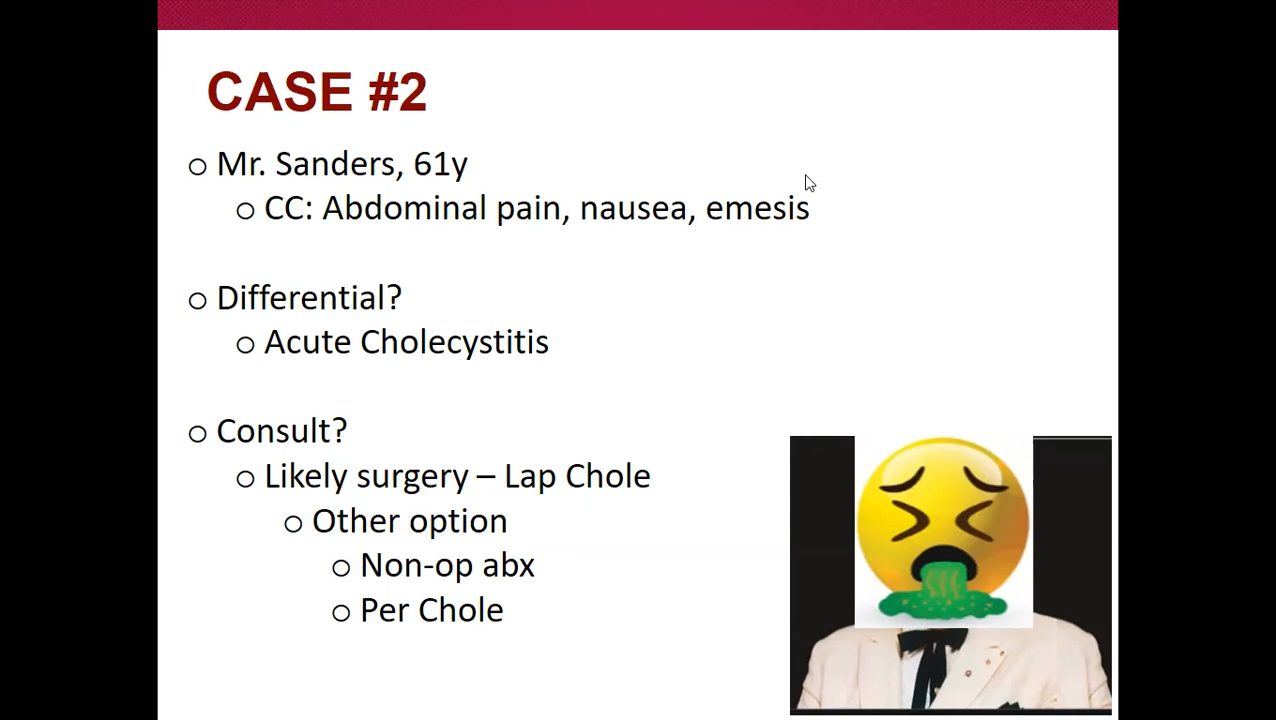 CASE #2
Mr. Sanders, 61y
CC: Abdominal pain, nausea, emesis
Differential?
Acute Cholecystitis
Consult?
Likely surgery – Lap Chole
Other option
Non-op abx
Per Chole